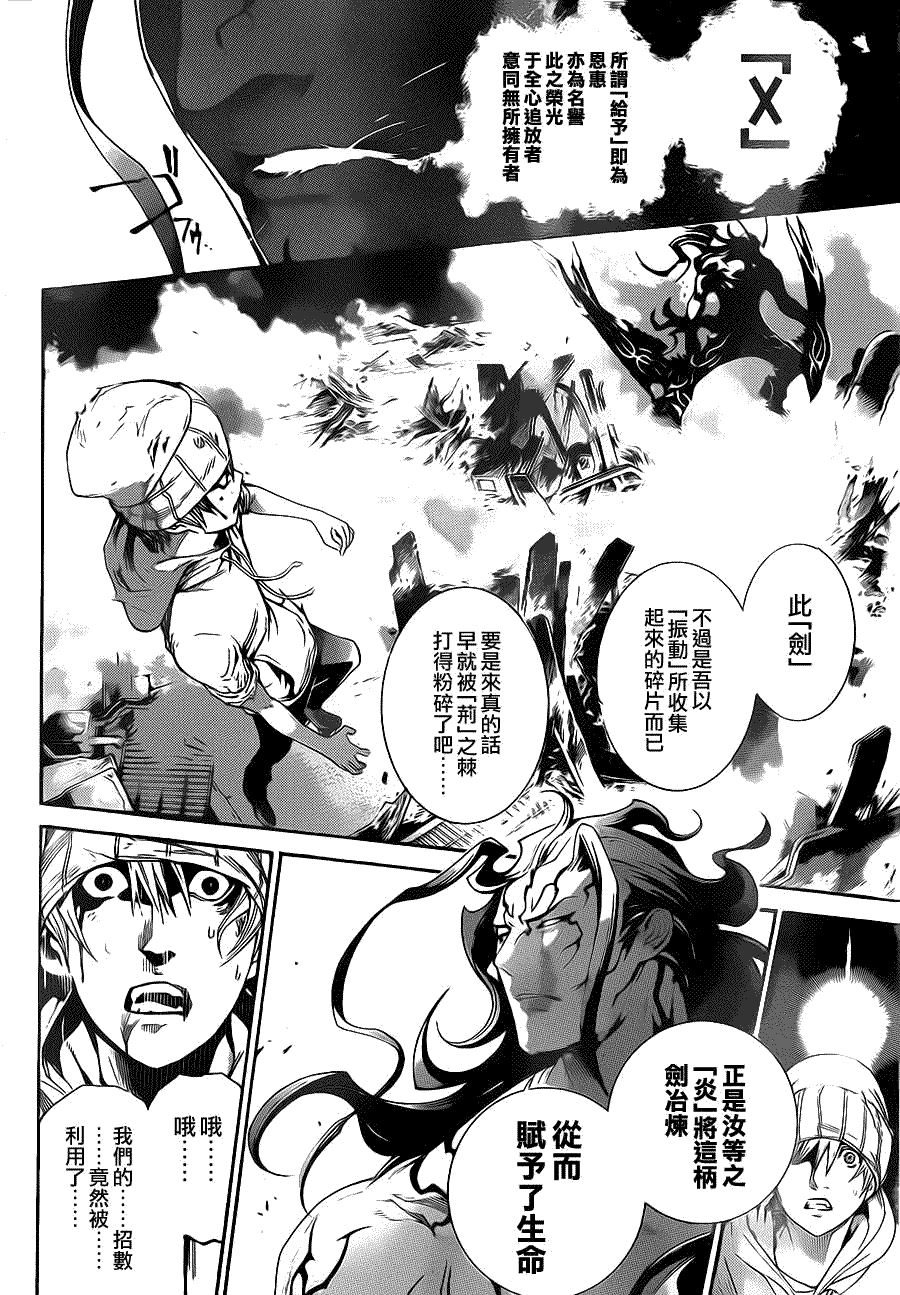 「X」
所謂「給予」即為
恩惠
亦為名譽
此之榮光
于全心追放者
意同無所擁有者
ゴ
ゥ
此「劍」
不過是吾以
「振動」所收集
起來的碎片而已
要是來真的話
早就被「荊」之棘
打得粉碎了吧……
正是汝等之
「炎」將這柄
劍冶煉
從而
賦予了生命
哦……
哦……
我們的……招數
……竟然被……
利用了……